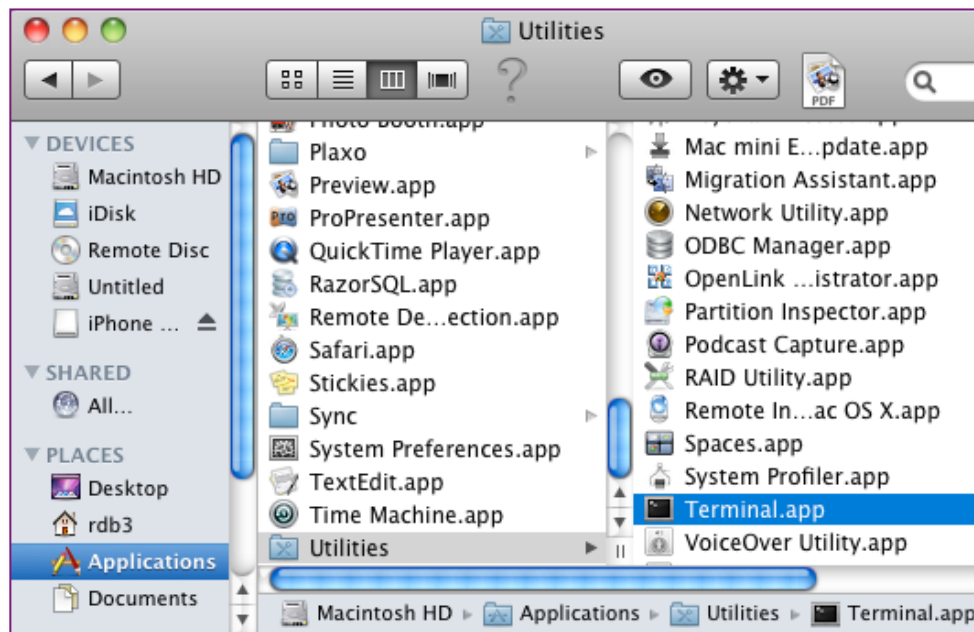 Utilities
PDF
DEVICES
Macintosh HD
iDisk
Remote Disc
Untitled
iPhone ...
SHARED
All...
PLACES
Desktop
rdb3
Applications
Documents
Photo Booth.app
Plaxo
Preview.app
PRO ProPresenter.app
QuickTime Player.app
RazorSQL.app
Remote De...ection.app
Safari.app
Stickies.app
Sync
System Preferences.app
TextEdit.app
Time Machine.app
Utilities
Mac mini E...pdate.app
Migration Assistant.app
Network Utility.app
ODBC Manager.app
OpenLink ...istrator.app
Partition Inspector.app
Podcast Capture.app
RAID Utility.app
Remote In...ac OS X.app
Spaces.app
System Profiler.app
Terminal.app
VoiceOver Utility.app
Macintosh HD ▸ Applications ▸ Utilities ▸ Terminal.app